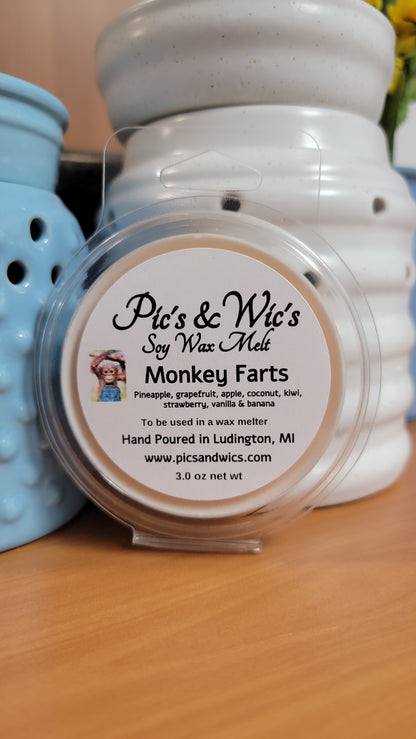 Pic's & Wic's
Soy Wax Melt
Monkey Farts
Pineapple, grapefruit, apple, coconut, kiwi,
strawberry, vanilla & banana
To be used in a wax melter
Hand Poured in Ludington, MI
www.picsandwics.com
3.0 oz net wt